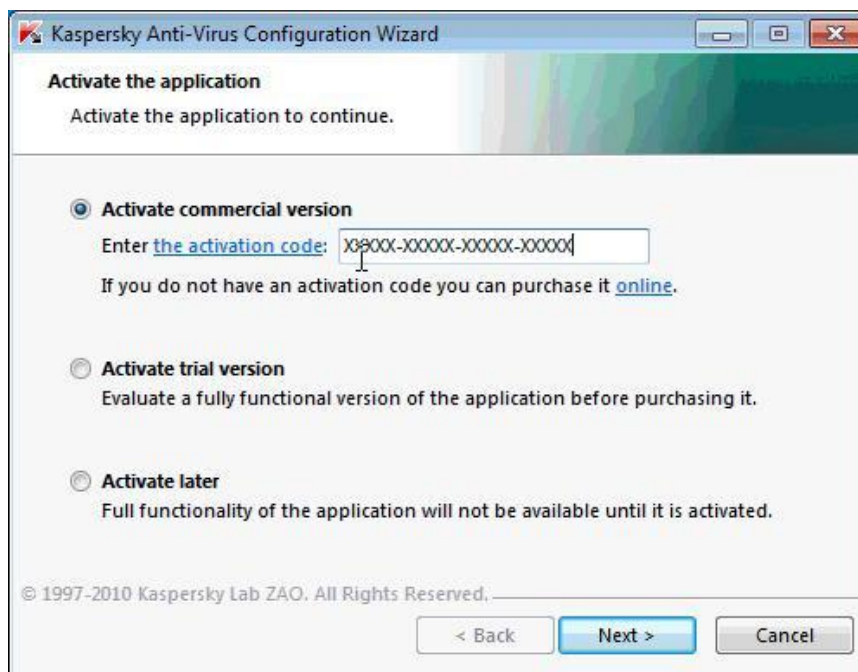 Kaspersky Anti-Virus Configuration Wizard
Activate the application
Activate the application to continue.
Activate commercial version
Enter the activation code: XXXXX-XXXXX-XXXXX-XXXXX
If you do not have an activation code you can purchase it online.
Activate trial version
Evaluate a fully functional version of the application before purchasing it.
Activate later
Full functionality of the application will not be available until it is activated.
© 1997-2010 Kaspersky Lab ZAO. All Rights Reserved.
< Back Next > Cancel